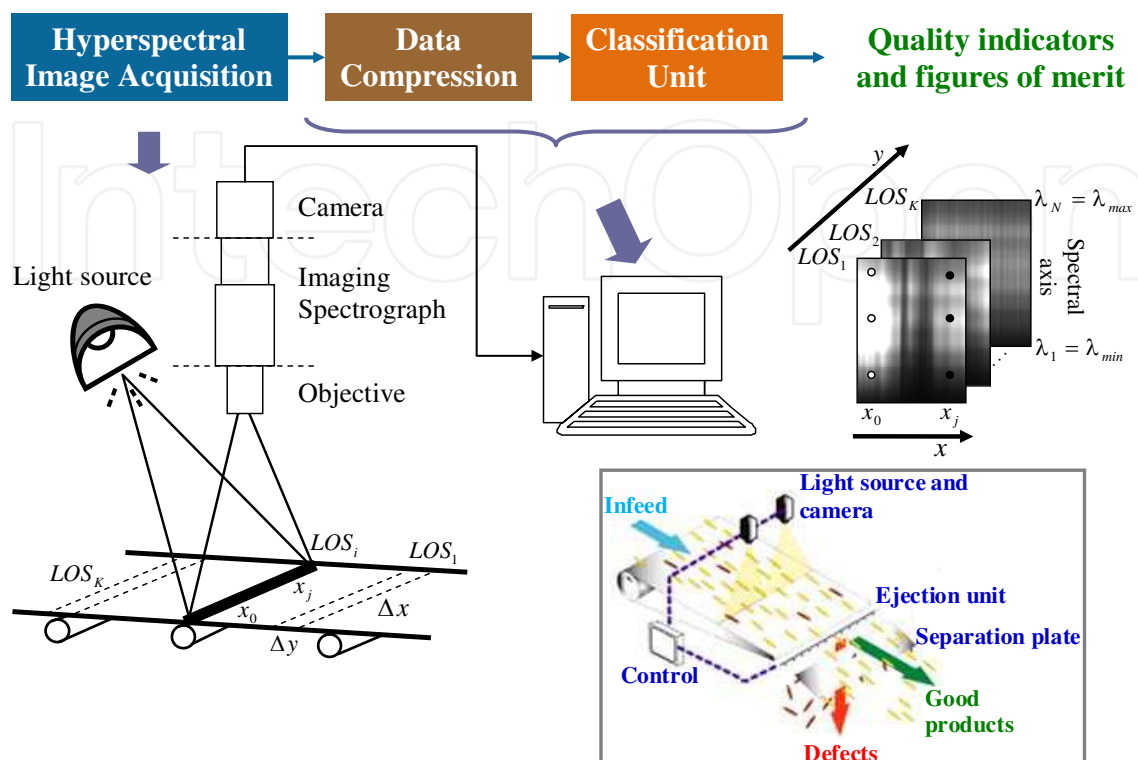 Hyperspectral
Image Acquisition
Data
Compression
Classification
Unit
Quality indicators
and figures of merit
IntechOpen
Camera
Imaging
Spectrograph
Objective
Light source
LOS_K
LOS_i
LOS_1
x_j
x_0
Δx
Δy
y
LOS_K
LOS_2
LOS_1
λ_N = λ_max
Spectral
axis
λ_1 = λ_min
x_0
x_j
x
Light source and
camera
Infeed
Ejection unit
Separation plate
Control
Good
products
Defects